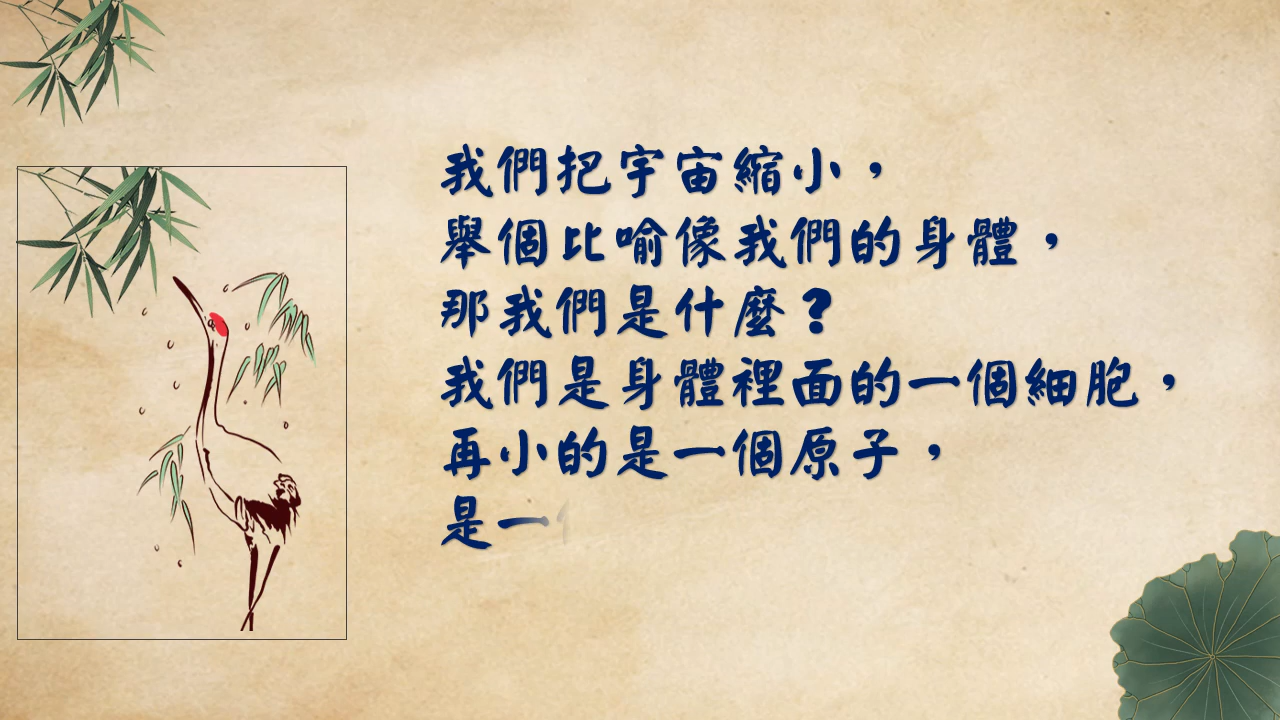 我們把宇宙縮小，
舉個比喻像我們的身體，
那我們是什麼？
我們是身體裡面的一個細胞，
再小的是一個原子，
是一